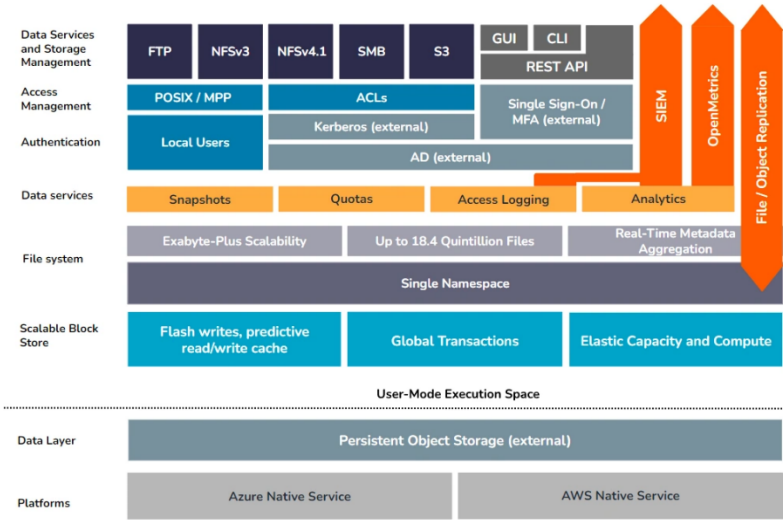 Data Services
and Storage
Management
FTP
NFSv3
NFSv4.1
SMB
S3
GUI
CLI
REST API
Access
Management
POSIX / MPP
ACLs
Single Sign-On /
MFA (external)
Authentication
Local Users
Kerberos (external)
AD (external)
SIEM
OpenMetrics
File / Object Replication
Data services
Snapshots
Quotas
Access Logging
Analytics
File system
Exabyte-Plus Scalability
Up to 18.4 Quintillion Files
Real-Time Metadata
Aggregation
Single Namespace
Scalable Block
Store
Flash writes, predictive
read/write cache
Global Transactions
Elastic Capacity and Compute
User-Mode Execution Space
Data Layer
Persistent Object Storage (external)
Platforms
Azure Native Service
AWS Native Service